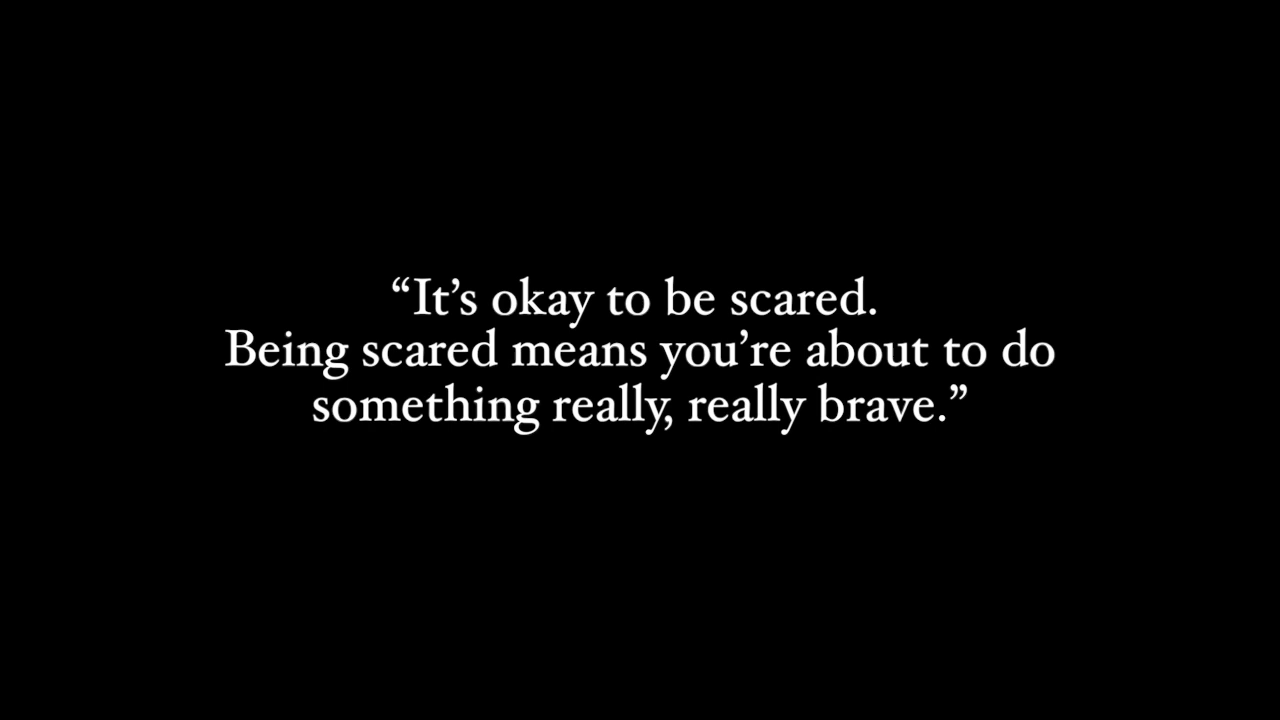 “It’s okay to be scared.
Being scared means you’re about to do
something really, really brave.”